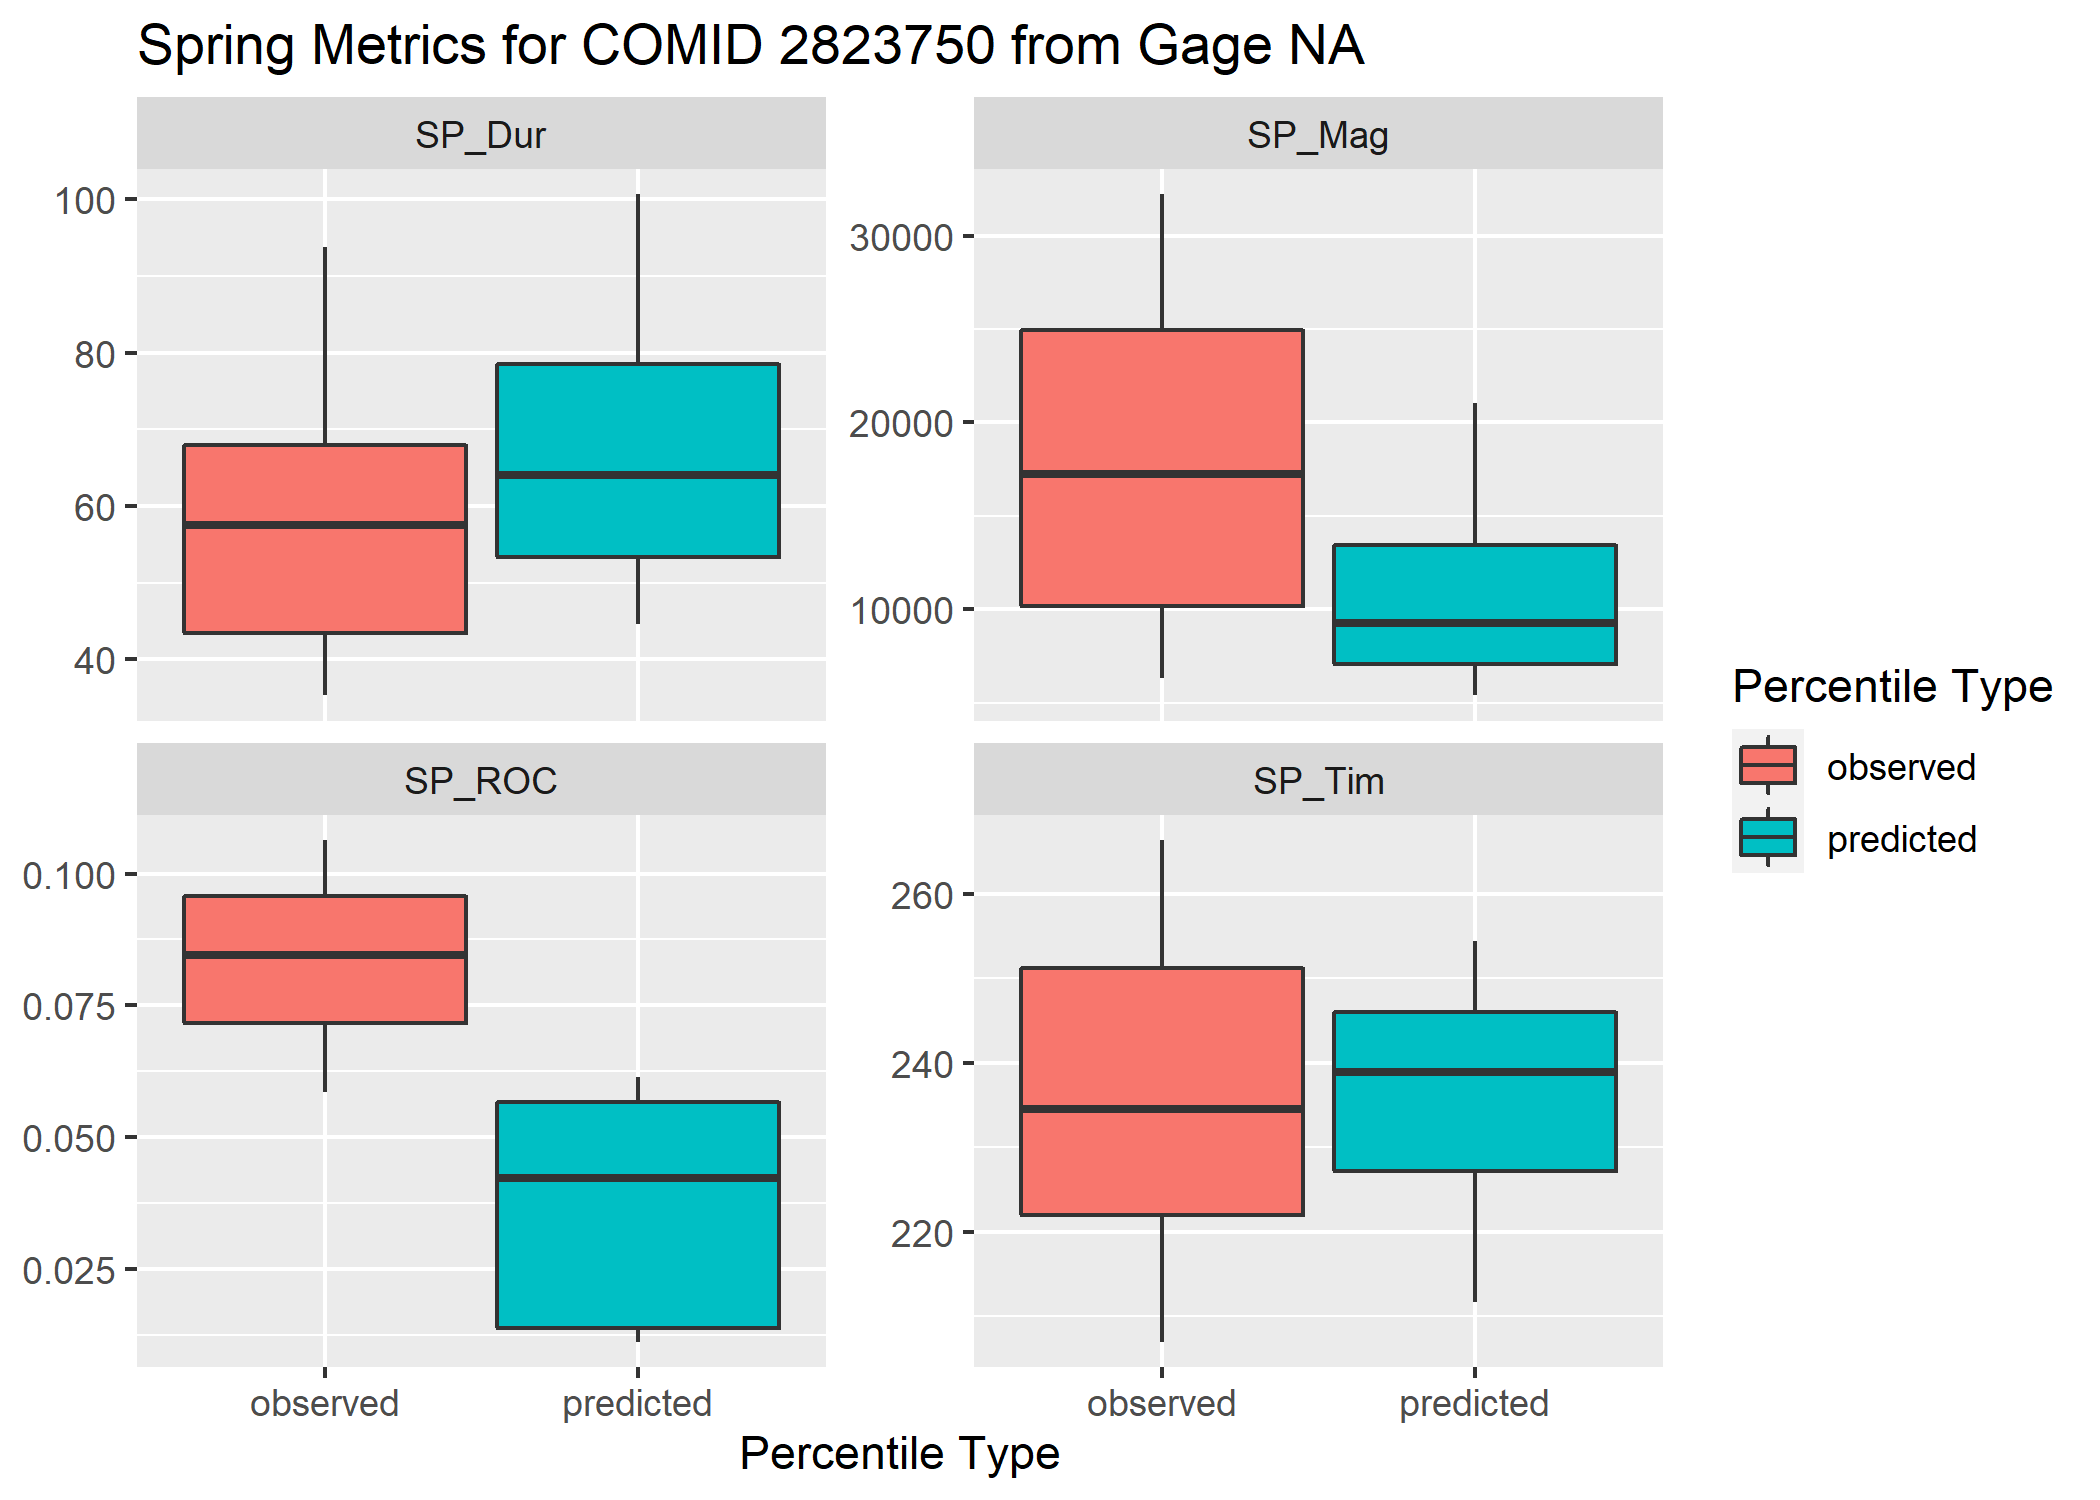 Spring Metrics for COMID 2823750 from Gage NA
SP_Dur
SP_Mag
100
80
60
40
30000
20000
10000
SP_ROC
SP_Tim
0.100
0.075
0.050
0.025
260
240
220
observed
predicted
observed
predicted
Percentile Type
Percentile Type
observed
predicted